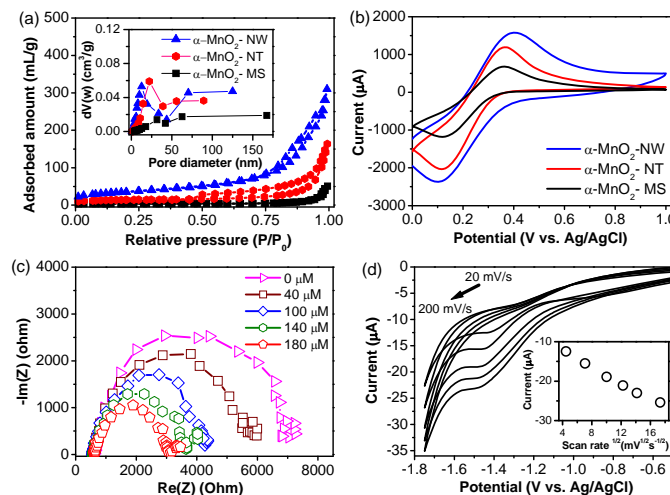 (a)
Adsorbed amount (mL/g)
500
400
300
200
100
0
0.00 0.25 0.50 0.75 1.00
Relative pressure (P/P₀)
dV(w) (cm³/g)
0.12
0.08
0.04
0.00
0 50 100 150
Pore diameter (nm)
α-MnO₂- NW
α-MnO₂- NT
α-MnO₂- MS
(b)
Current (μA)
2000
1000
0
-1000
-2000
-3000
0.0 0.2 0.4 0.6 0.8 1.0
Potential (V vs. Ag/AgCl)
α-MnO₂-NW
α-MnO₂- NT
α-MnO₂- MS
(c)
-Im(Z) (ohm)
4000
3000
2000
1000
0
0 2000 4000 6000 8000
Re(Z) (Ohm)
0 μM
40 μM
100 μM
140 μM
180 μM
(d)
Current (μA)
0
-5
-10
-15
-20
-25
-30
-35
-1.8 -1.6 -1.4 -1.2 -1.0 -0.8 -0.6
Potential (V vs. Ag/AgCl)
20 mV/s
200 mV/s
Current (μA)
-10
-20
-30
4 8 12 16
Scan rate ¹/²(mV¹/²s⁻¹/²)